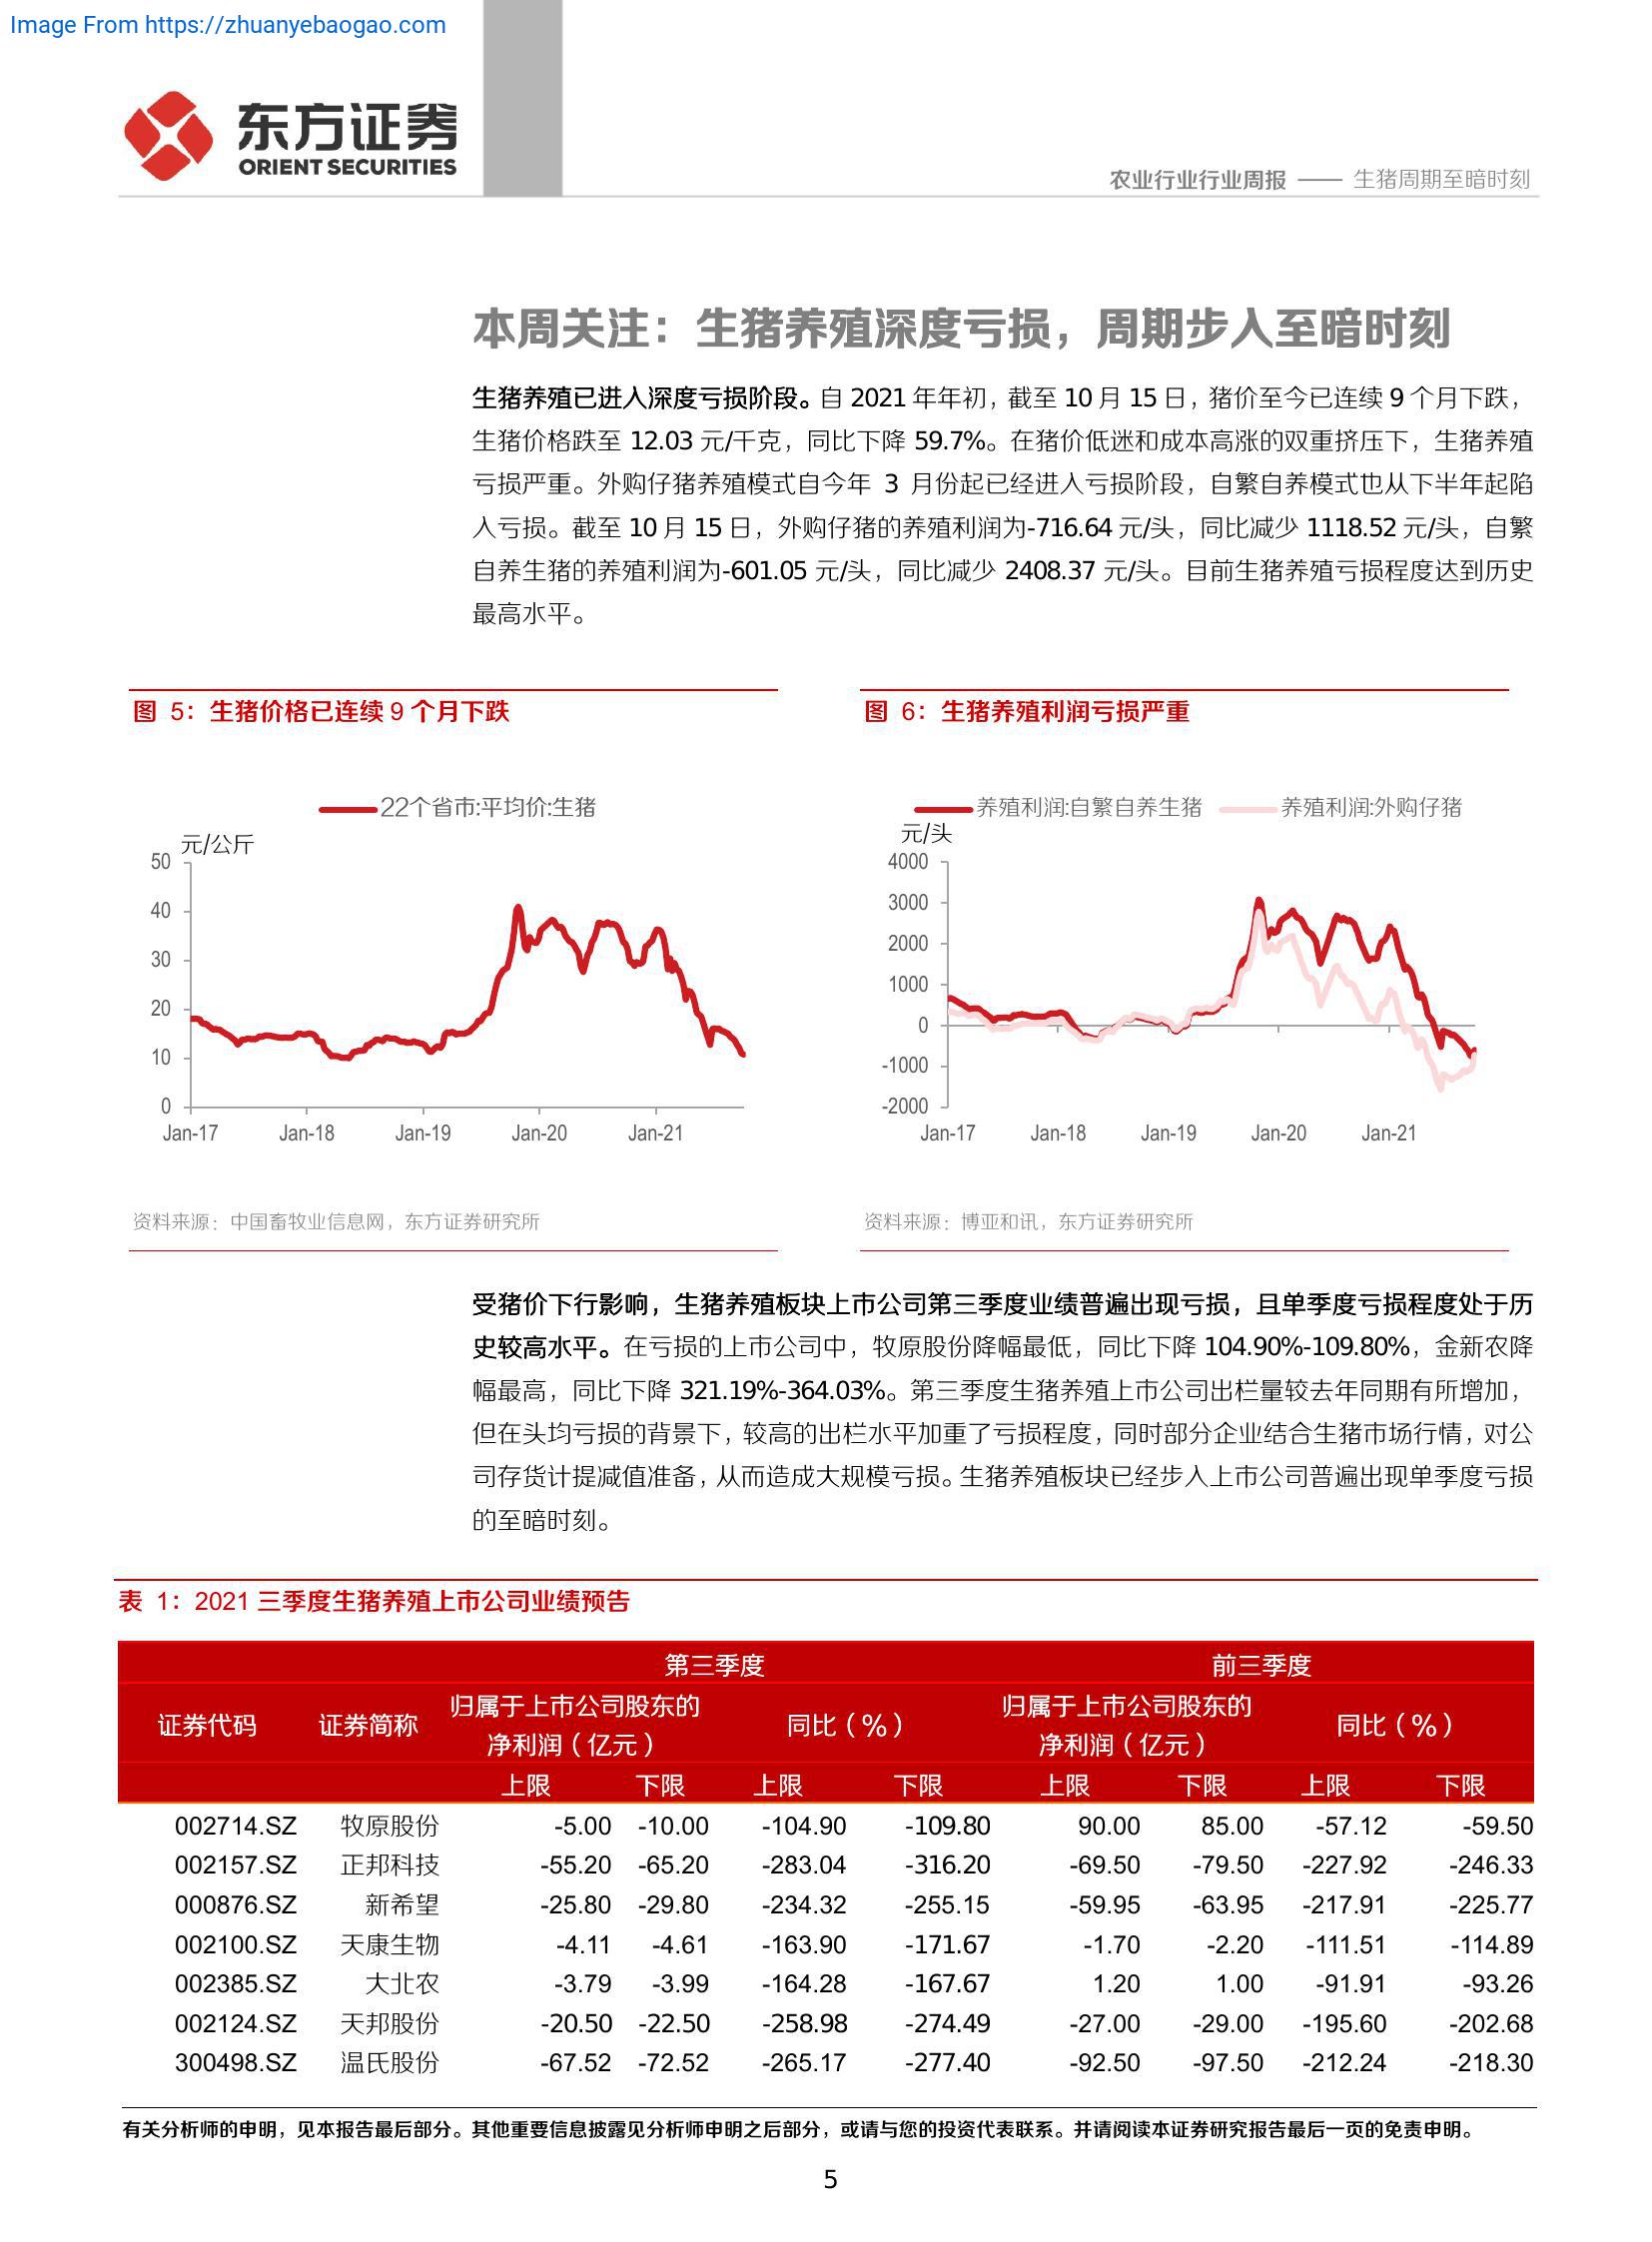 Image From https://zhuanyebaogao.com
东方证券
ORIENT SECURITIES
农业行业行业周报 —— 生猪周期至暗时刻
本周关注：生猪养殖深度亏损，周期步入至暗时刻
生猪养殖已进入深度亏损阶段。自 2021 年年初，截至 10 月 15 日，猪价至今已连续 9 个月下跌，
生猪价格跌至 12.03 元/千克，同比下降 59.7%。在猪价低迷和成本高涨的双重挤压下，生猪养殖
亏损严重。外购仔猪养殖模式自今年 3 月份起已经进入亏损阶段，自繁自养模式也从下半年起陷
入亏损。截至 10 月 15 日，外购仔猪的养殖利润为-716.64 元/头，同比减少 1118.52 元/头，自繁
自养生猪的养殖利润为-601.05 元/头，同比减少 2408.37 元/头。目前生猪养殖亏损程度达到历史
最高水平。
图 5：生猪价格已连续 9 个月下跌
22个省市:平均价:生猪
元/公斤
50
40
30
20
10
0
Jan-17 Jan-18 Jan-19 Jan-20 Jan-21
资料来源：中国畜牧业信息网，东方证券研究所
图 6：生猪养殖利润亏损严重
养殖利润:自繁自养生猪 养殖利润:外购仔猪
元/头
4000
3000
2000
1000
0
-1000
-2000
Jan-17 Jan-18 Jan-19 Jan-20 Jan-21
资料来源：博亚和讯，东方证券研究所
受猪价下行影响，生猪养殖板块上市公司第三季度业绩普遍出现亏损，且单季度亏损程度处于历
史较高水平。在亏损的上市公司中，牧原股份降幅最低，同比下降 104.90%-109.80%，金新农降
幅最高，同比下降 321.19%-364.03%。第三季度生猪养殖上市公司出栏量较去年同期有所增加，
但在头均亏损的背景下，较高的出栏水平加重了亏损程度，同时部分企业结合生猪市场行情，对公
司存货计提减值准备，从而造成大规模亏损。生猪养殖板块已经步入上市公司普遍出现单季度亏损
的至暗时刻。
表 1：2021 三季度生猪养殖上市公司业绩预告
第三季度 前三季度
证券代码 证券简称 归属于上市公司股东的 同比（%） 归属于上市公司股东的 同比（%）
净利润（亿元） 净利润（亿元）
上限 下限 上限 下限 上限 下限 上限 下限
002714.SZ 牧原股份 -5.00 -10.00 -104.90 -109.80 90.00 85.00 -57.12 -59.50
002157.SZ 正邦科技 -55.20 -65.20 -283.04 -316.20 -69.50 -79.50 -227.92 -246.33
000876.SZ 新希望 -25.80 -29.80 -234.32 -255.15 -59.95 -63.95 -217.91 -225.77
002100.SZ 天康生物 -4.11 -4.61 -163.90 -171.67 -1.70 -2.20 -111.51 -114.89
002385.SZ 大北农 -3.79 -3.99 -164.28 -167.67 1.20 1.00 -91.91 -93.26
002124.SZ 天邦股份 -20.50 -22.50 -258.98 -274.49 -27.00 -29.00 -195.60 -202.68
300498.SZ 温氏股份 -67.52 -72.52 -265.17 -277.40 -92.50 -97.50 -212.24 -218.30
有关分析师的申明，见本报告最后部分。其他重要信息披露见分析师申明之后部分，或请与您的投资代表联系。并请阅读本证券研究报告最后一页的免责申明。
5